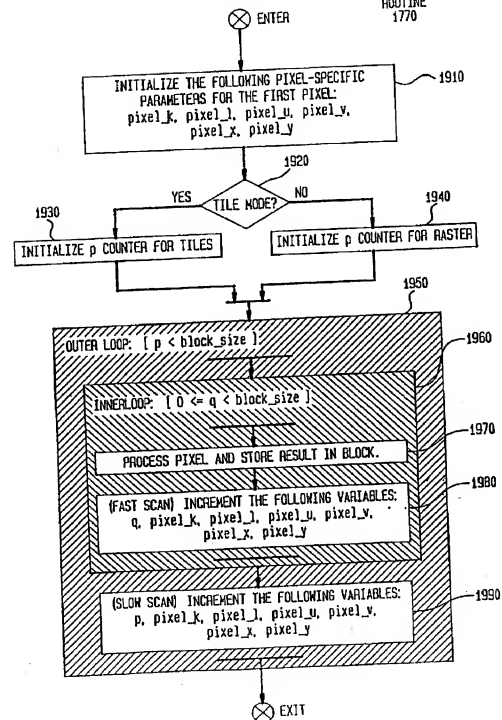 ROUTINE
1770
ENTER
INITIALIZE THE FOLLOWING PIXEL-SPECIFIC
PARAMETERS FOR THE FIRST PIXEL:
pixel_k, pixel_l, pixel_u, pixel_v,
pixel_x, pixel_y
1910
1920
YES
TILE MODE?
NO
1930
1940
INITIALIZE p COUNTER FOR TILES
INITIALIZE p COUNTER FOR RASTER
1950
OUTER LOOP: [ p < block_size ]
1960
INNERLOOP: [ 0 <= q < block_size ]
1970
PROCESS PIXEL AND STORE RESULT IN BLOCK.
1980
(FAST SCAN) INCREMENT THE FOLLOWING VARIABLES:
q, pixel_k, pixel_l, pixel_u, pixel_v,
pixel_x, pixel_y
1990
(SLOW SCAN) INCREMENT THE FOLLOWING VARIABLES:
p, pixel_k, pixel_l, pixel_u, pixel_v,
pixel_x, pixel_y
EXIT